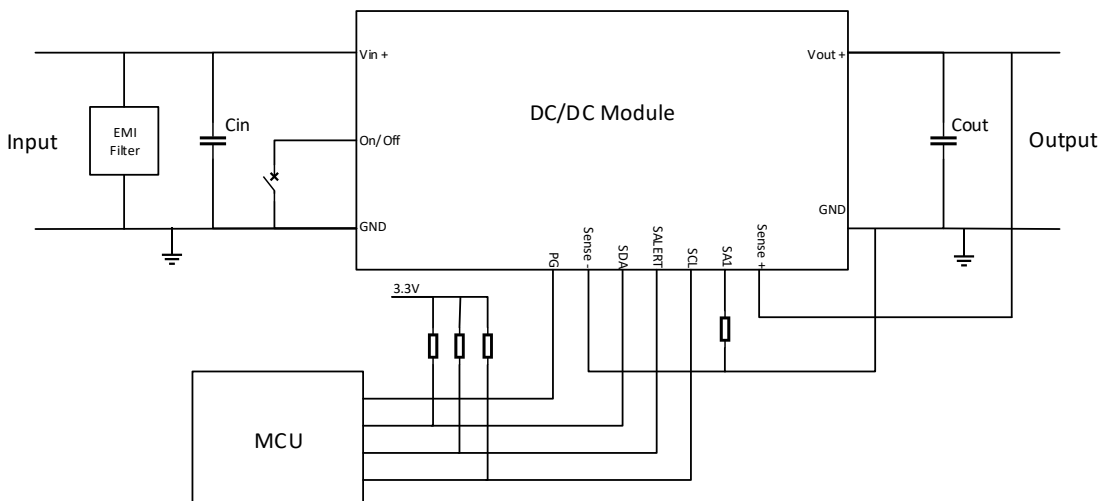 Vin +
Vout +
DC/DC Module
EMI
Filter
Cin
Cout
Input
On/Off
Output
GND
GND
PG
Sense -
SDA
SALERT
SCL
SA1
Sense +
3.3V
MCU